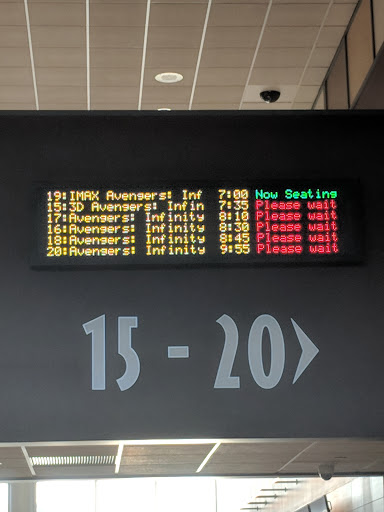 19:IMAX Avengers: Inf 7:00 Now Seating
15:3D Avengers: Infin 7:35 Please wait
17:Avengers: Infinity 8:10 Please wait
16:Avengers: Infinity 8:30 Please wait
18:Avengers: Infinity 8:45 Please wait
20:Avengers: Infinity 9:55 Please wait
15 - 20